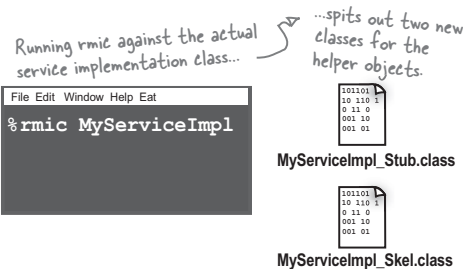 Running rmic against the actual
service implementation class...
...spits out two new
classes for the
helper objects.
File Edit Window Help Eat
%rmic MyServiceImpl
101101
10 110 1
0 11 0
001 10
001 01
MyServiceImpl_Stub.class
101101
10 110 1
0 11 0
001 10
001 01
MyServiceImpl_Skel.class